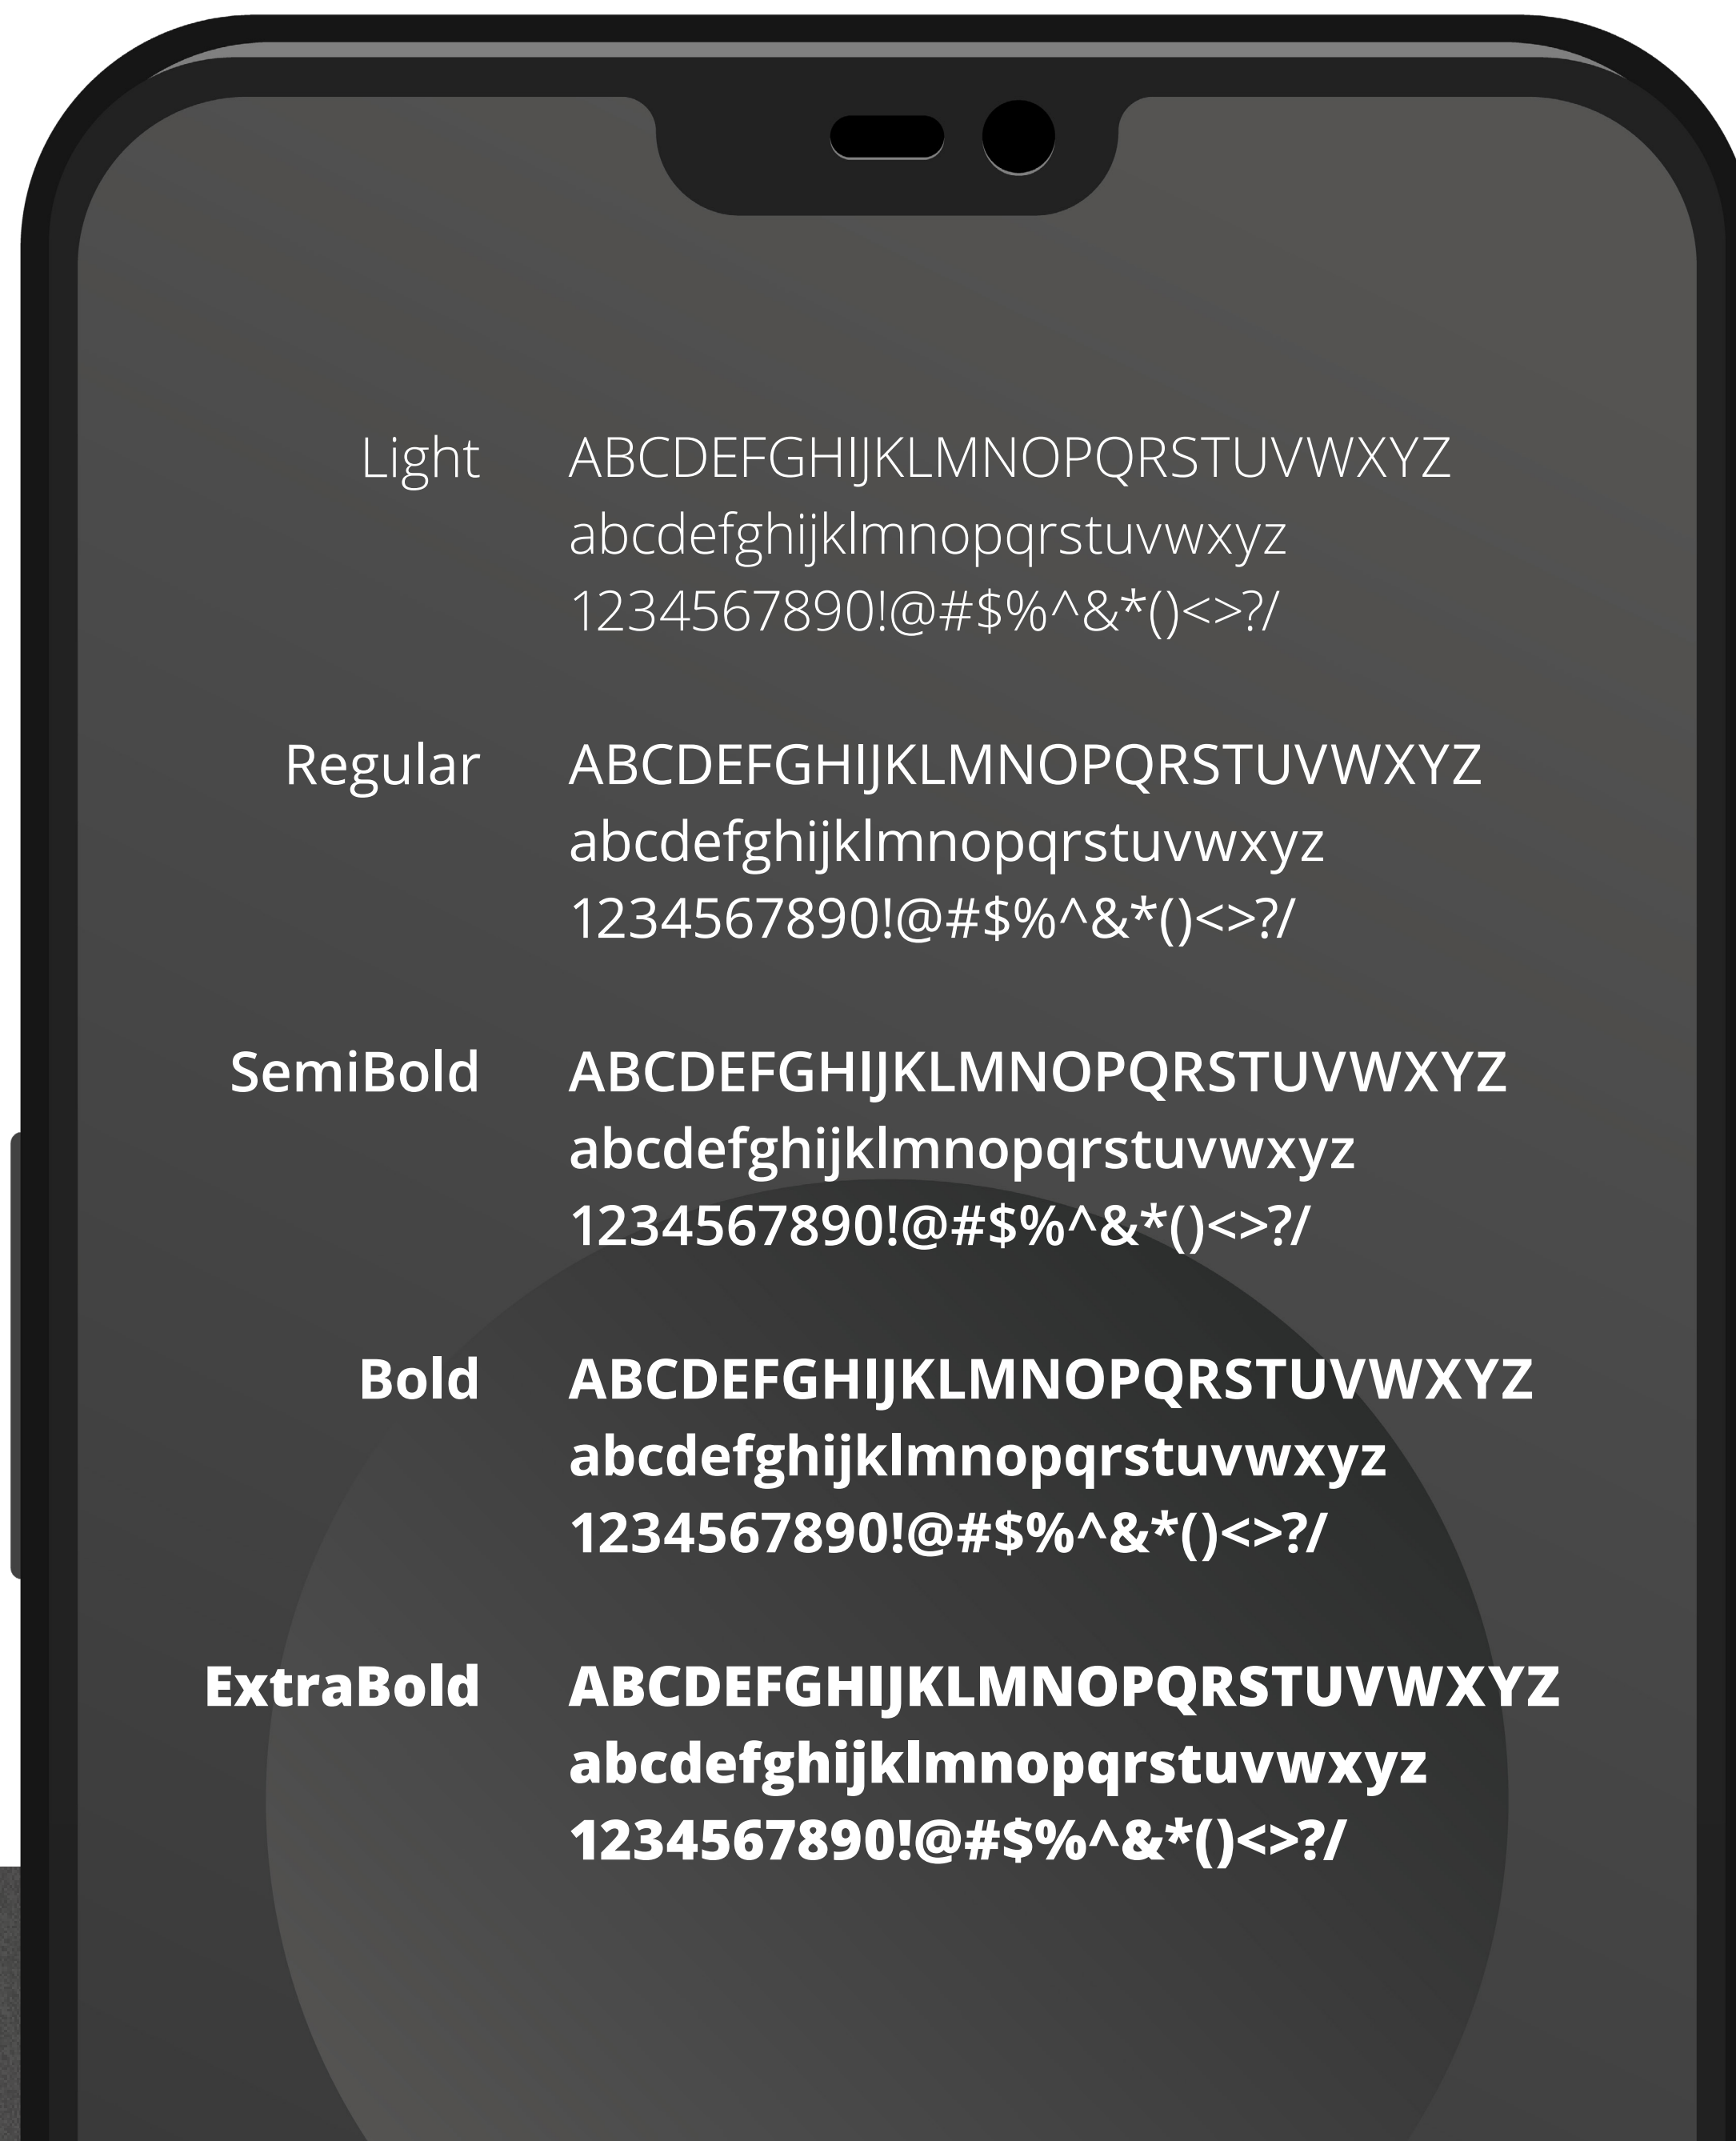 Light ABCDEFGHIJKLMNOPQRSTUVWXYZ
abcdefghijklmnopqrstuvwxyz
1234567890!@#$%^&*()<>?/
Regular ABCDEFGHIJKLMNOPQRSTUVWXYZ
abcdefghijklmnopqrstuvwxyz
1234567890!@#$%^&*()<>?/
SemiBold ABCDEFGHIJKLMNOPQRSTUVWXYZ
abcdefghijklmnopqrstuvwxyz
1234567890!@#$%^&*()<>?/
Bold ABCDEFGHIJKLMNOPQRSTUVWXYZ
abcdefghijklmnopqrstuvwxyz
1234567890!@#$%^&*()<>?/
ExtraBold ABCDEFGHIJKLMNOPQRSTUVWXYZ
abcdefghijklmnopqrstuvwxyz
1234567890!@#$%^&*()<>?/